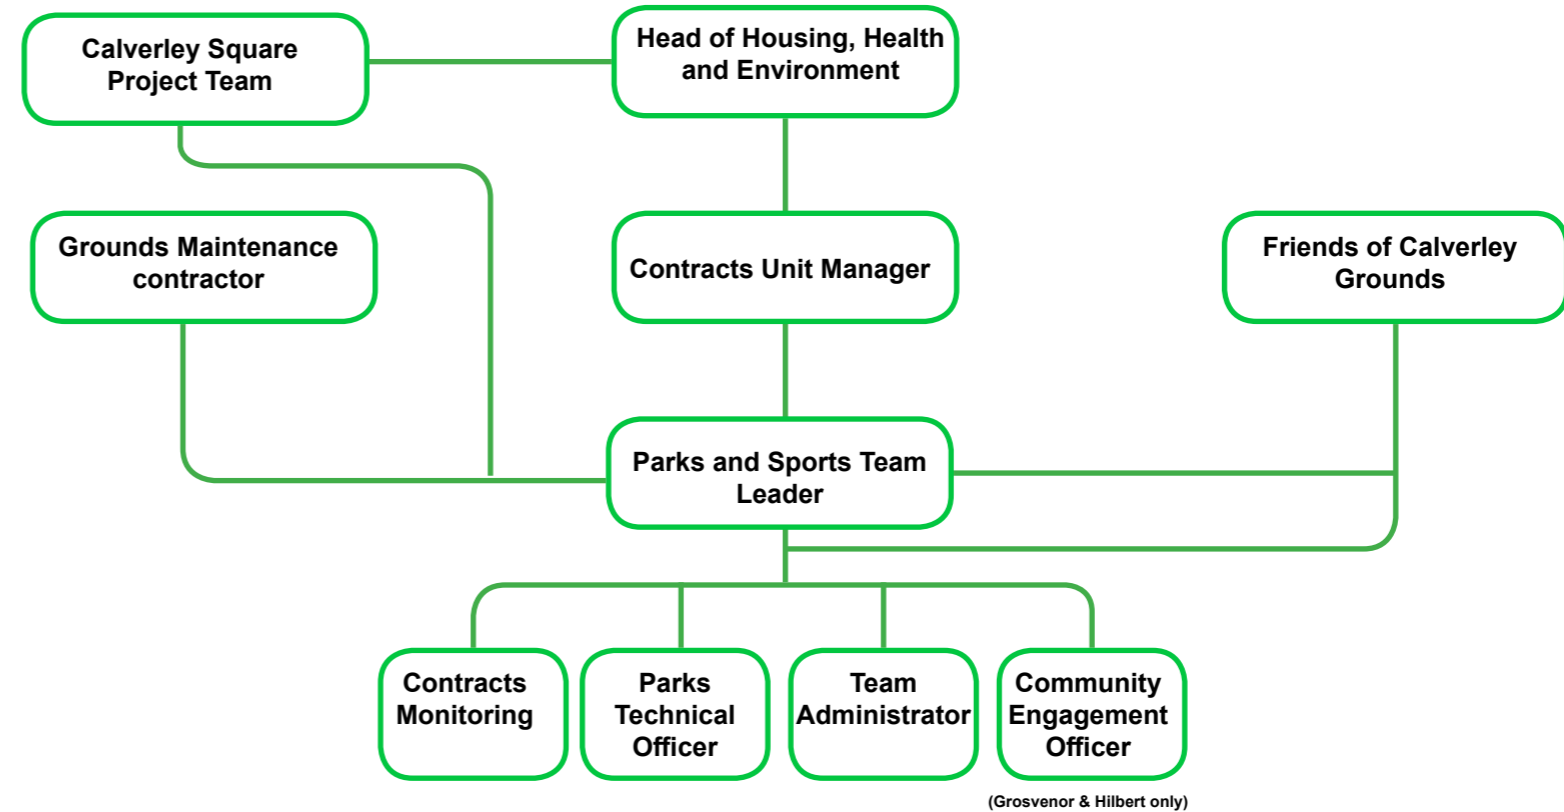 Calverley Square
Project Team
Head of Housing, Health
and Environment
Grounds Maintenance
contractor
Contracts Unit Manager
Friends of Calverley
Grounds
Parks and Sports Team
Leader
Contracts
Monitoring
Parks
Technical
Officer
Team
Administrator
Community
Engagement
Officer
(Grosvenor & Hilbert only)